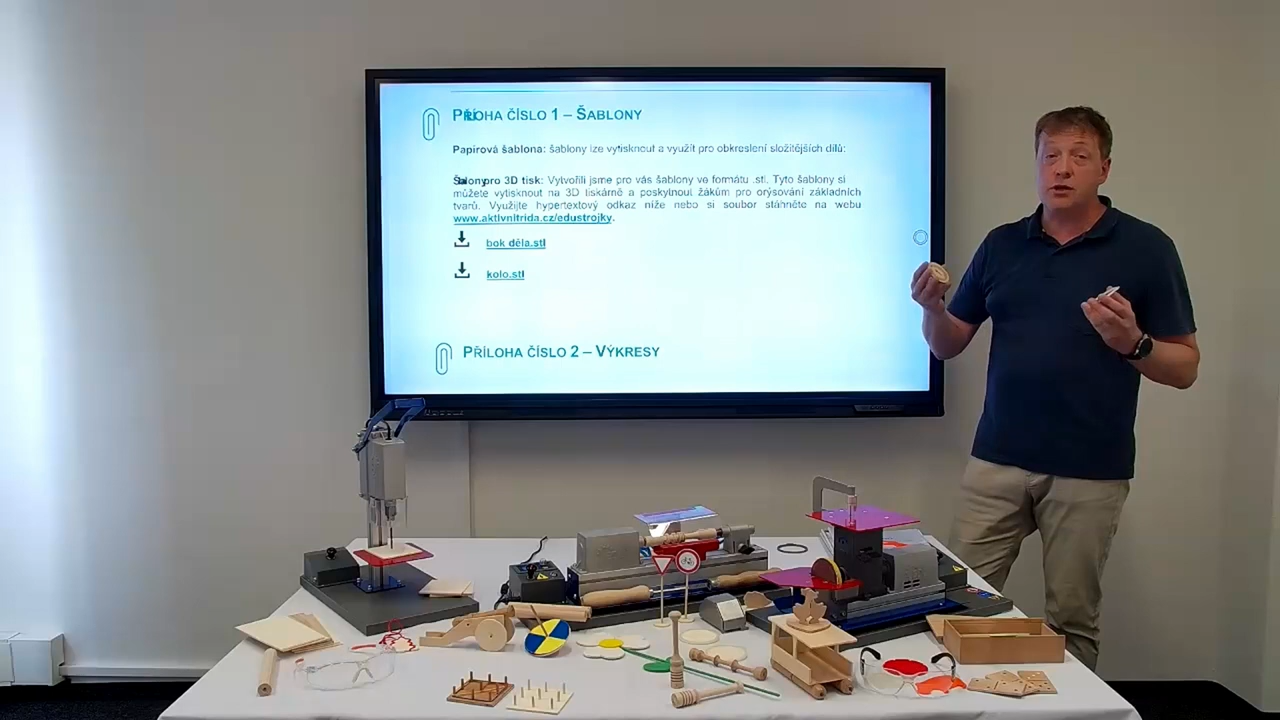 PŘÍLOHA ČÍSLO 1 – ŠABLONY
Papírová šablona: šablony lze vytisknout a využít pro obkreslení složitějších dílů:
Šablony pro 3D tisk: Vytvořili jsme pro vás šablony ve formátu .stl. Tyto šablony si
můžete vytisknout na 3D tiskárně a poskytnout žákům pro orýsování základních
tvarů. Využijte hypertextový odkaz níže nebo si soubor stáhněte na webu
www.aktivnitrida.cz/edustrojky.
bok děla.stl
kolo.stl
PŘÍLOHA ČÍSLO 2 – VÝKRESY